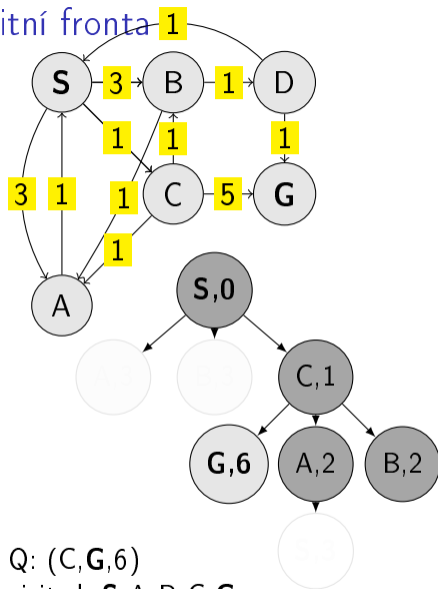 itní fronta
1
S
3
B
1
D
1
1
1
3
1
1
C
5
G
1
A
S,0
C,1
G,6
A,2
B,2
Q: (C,G,6)